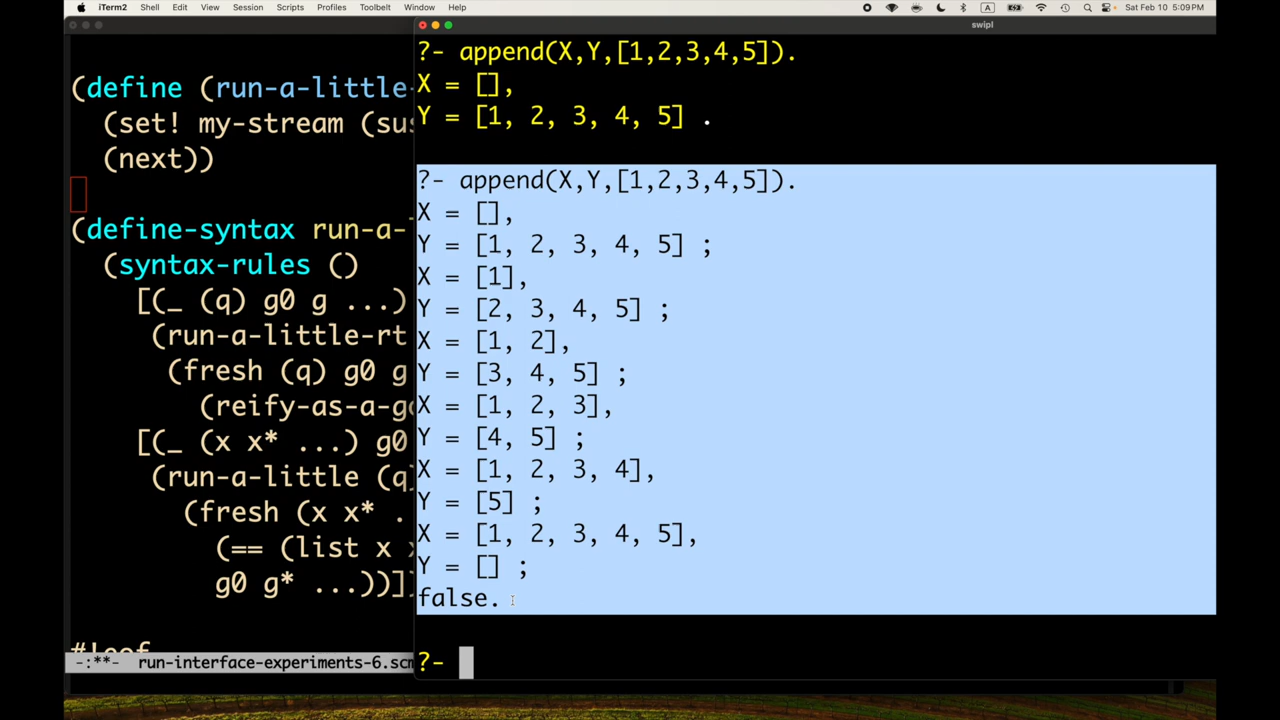 iTerm2 Shell Edit View Session Scripts Profiles Toolbelt Window Help
A
Sat Feb 10 5:09 PM
swipl
(define (run-a-little-
(set! my-stream (sus
(next))
(define-syntax run-a-
(syntax-rules ()
[(_ (q) g0 g ...)
(run-a-little-rt
(fresh (q) g0 g
(reify-as-a-go
[(_ (x x* ...) g0
(run-a-little (q
(fresh (x x* .
(== (list x
g0 g* ...))]
#!eof
-:**- run-interface-experiments-6.scm
?- append(X,Y,[1,2,3,4,5]).
X = [],
Y = [1, 2, 3, 4, 5] .
?- append(X,Y,[1,2,3,4,5]).
X = [],
Y = [1, 2, 3, 4, 5] ;
X = [1],
Y = [2, 3, 4, 5] ;
X = [1, 2],
Y = [3, 4, 5] ;
X = [1, 2, 3],
Y = [4, 5] ;
X = [1, 2, 3, 4],
Y = [5] ;
X = [1, 2, 3, 4, 5],
Y = [] ;
false.
?-